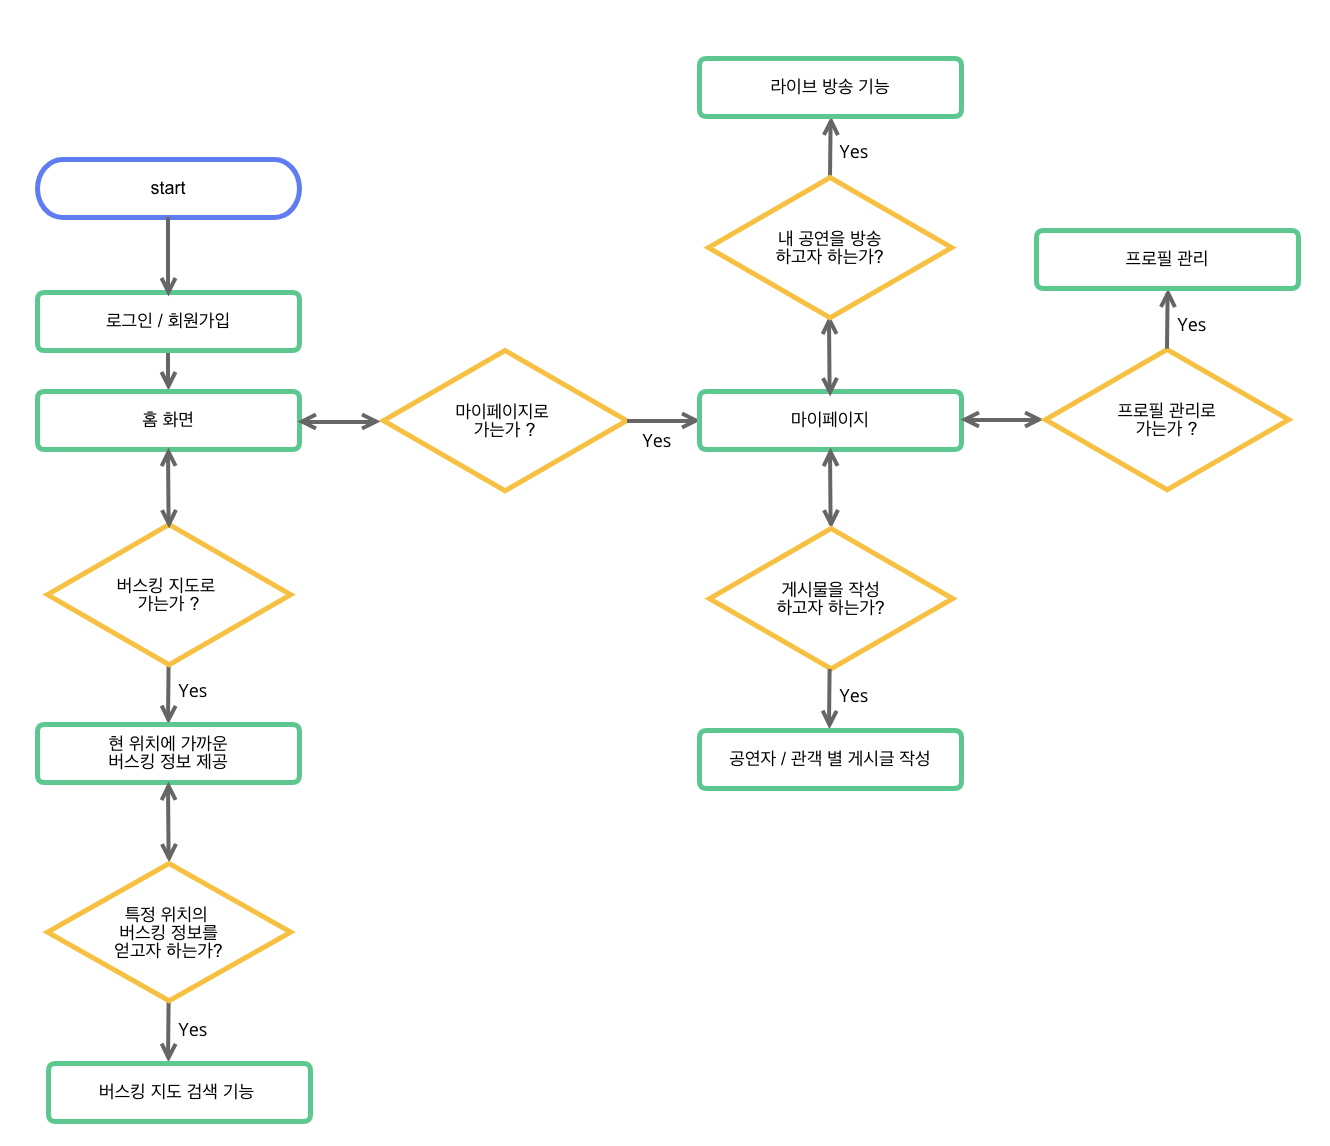 라이브 방송 기능
Yes
start
내 공연을 방송
하고자 하는가?
프로필 관리
로그인 / 회원가입
Yes
홈 화면
마이페이지로
가는가 ?
Yes
마이페이지
프로필 관리로
가는가 ?
버스킹 지도로
가는가 ?
게시물을 작성
하고자 하는가?
Yes
Yes
현 위치에 가까운
버스킹 정보 제공
공연자 / 관객 별 게시글 작성
특정 위치의
버스킹 정보를
얻고자 하는가?
Yes
버스킹 지도 검색 기능